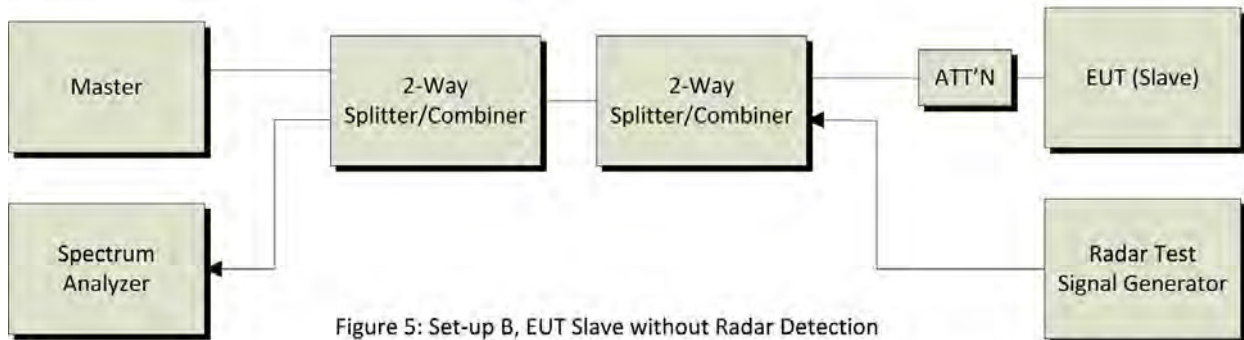 Master
2-Way
Splitter/Combiner
2-Way
Splitter/Combiner
ATT'N
EUT (Slave)
Spectrum
Analyzer
Radar Test
Signal Generator
Figure 5: Set-up B, EUT Slave without Radar Detection